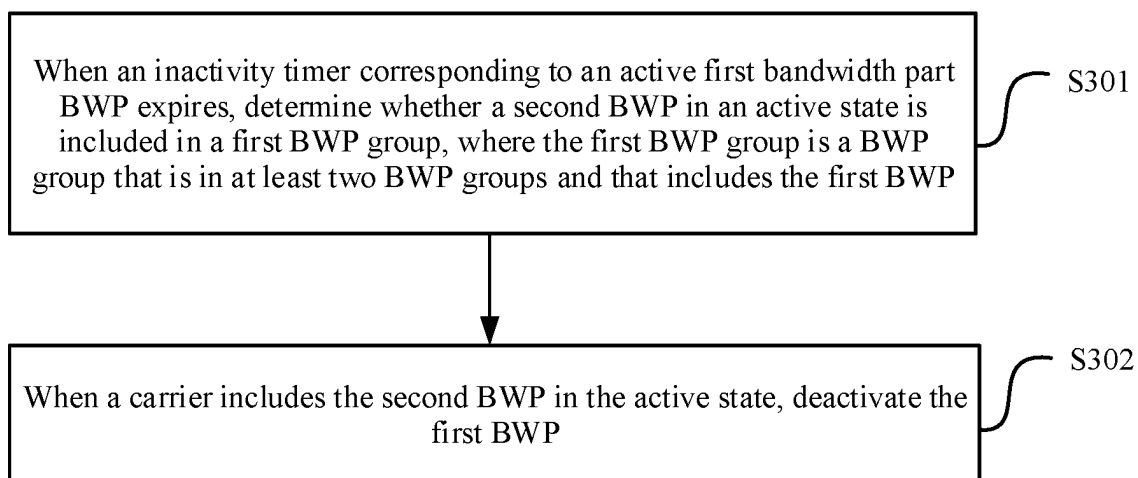 When an inactivity timer corresponding to an active first bandwidth part
BWP expires, determine whether a second BWP in an active state is
included in a first BWP group, where the first BWP group is a BWP
group that is in at least two BWP groups and that includes the first BWP
S301
When a carrier includes the second BWP in the active state, deactivate the
first BWP
S302